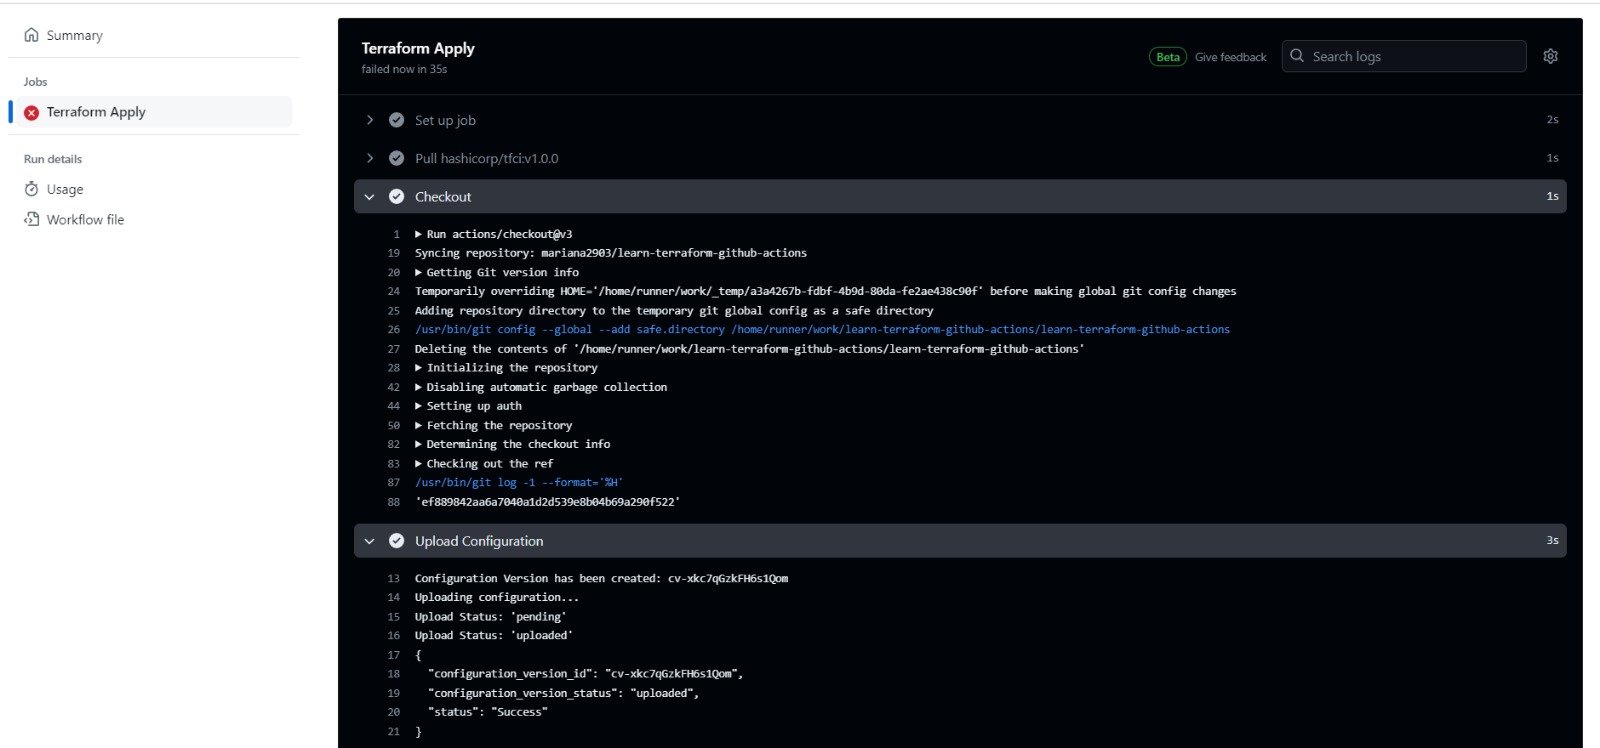 Summary
Jobs
Terraform Apply
Run details
Usage
Workflow file
Terraform Apply
failed now in 35s
Beta Give feedback
Search logs
Set up job 2s
Pull hashicorp/tfci:v1.0.0 1s
Checkout 1s
1 Run actions/checkout@v3
19 Syncing repository: mariana2903/learn-terraform-github-actions
20 Getting Git version info
24 Temporarily overriding HOME='/home/runner/work/_temp/a3a4267b-fdbf-4b9d-80da-fe2ae438c90f' before making global git config changes
25 Adding repository directory to the temporary git global config as a safe directory
26 /usr/bin/git config --global --add safe.directory /home/runner/work/learn-terraform-github-actions/learn-terraform-github-actions
27 Deleting the contents of '/home/runner/work/learn-terraform-github-actions/learn-terraform-github-actions'
28 Initializing the repository
42 Disabling automatic garbage collection
44 Setting up auth
50 Fetching the repository
82 Determining the checkout info
83 Checking out the ref
87 /usr/bin/git log -1 --format='%H'
88 'ef889842aa6a7040a1d2d539e8b04b69a290f522'
Upload Configuration 3s
13 Configuration Version has been created: cv-xkc7qGzkFH6s1Qom
14 Uploading configuration...
15 Upload Status: 'pending'
16 Upload Status: 'uploaded'
17 {
18 "configuration_version_id": "cv-xkc7qGzkFH6s1Qom",
19 "configuration_version_status": "uploaded",
20 "status": "Success"
21 }